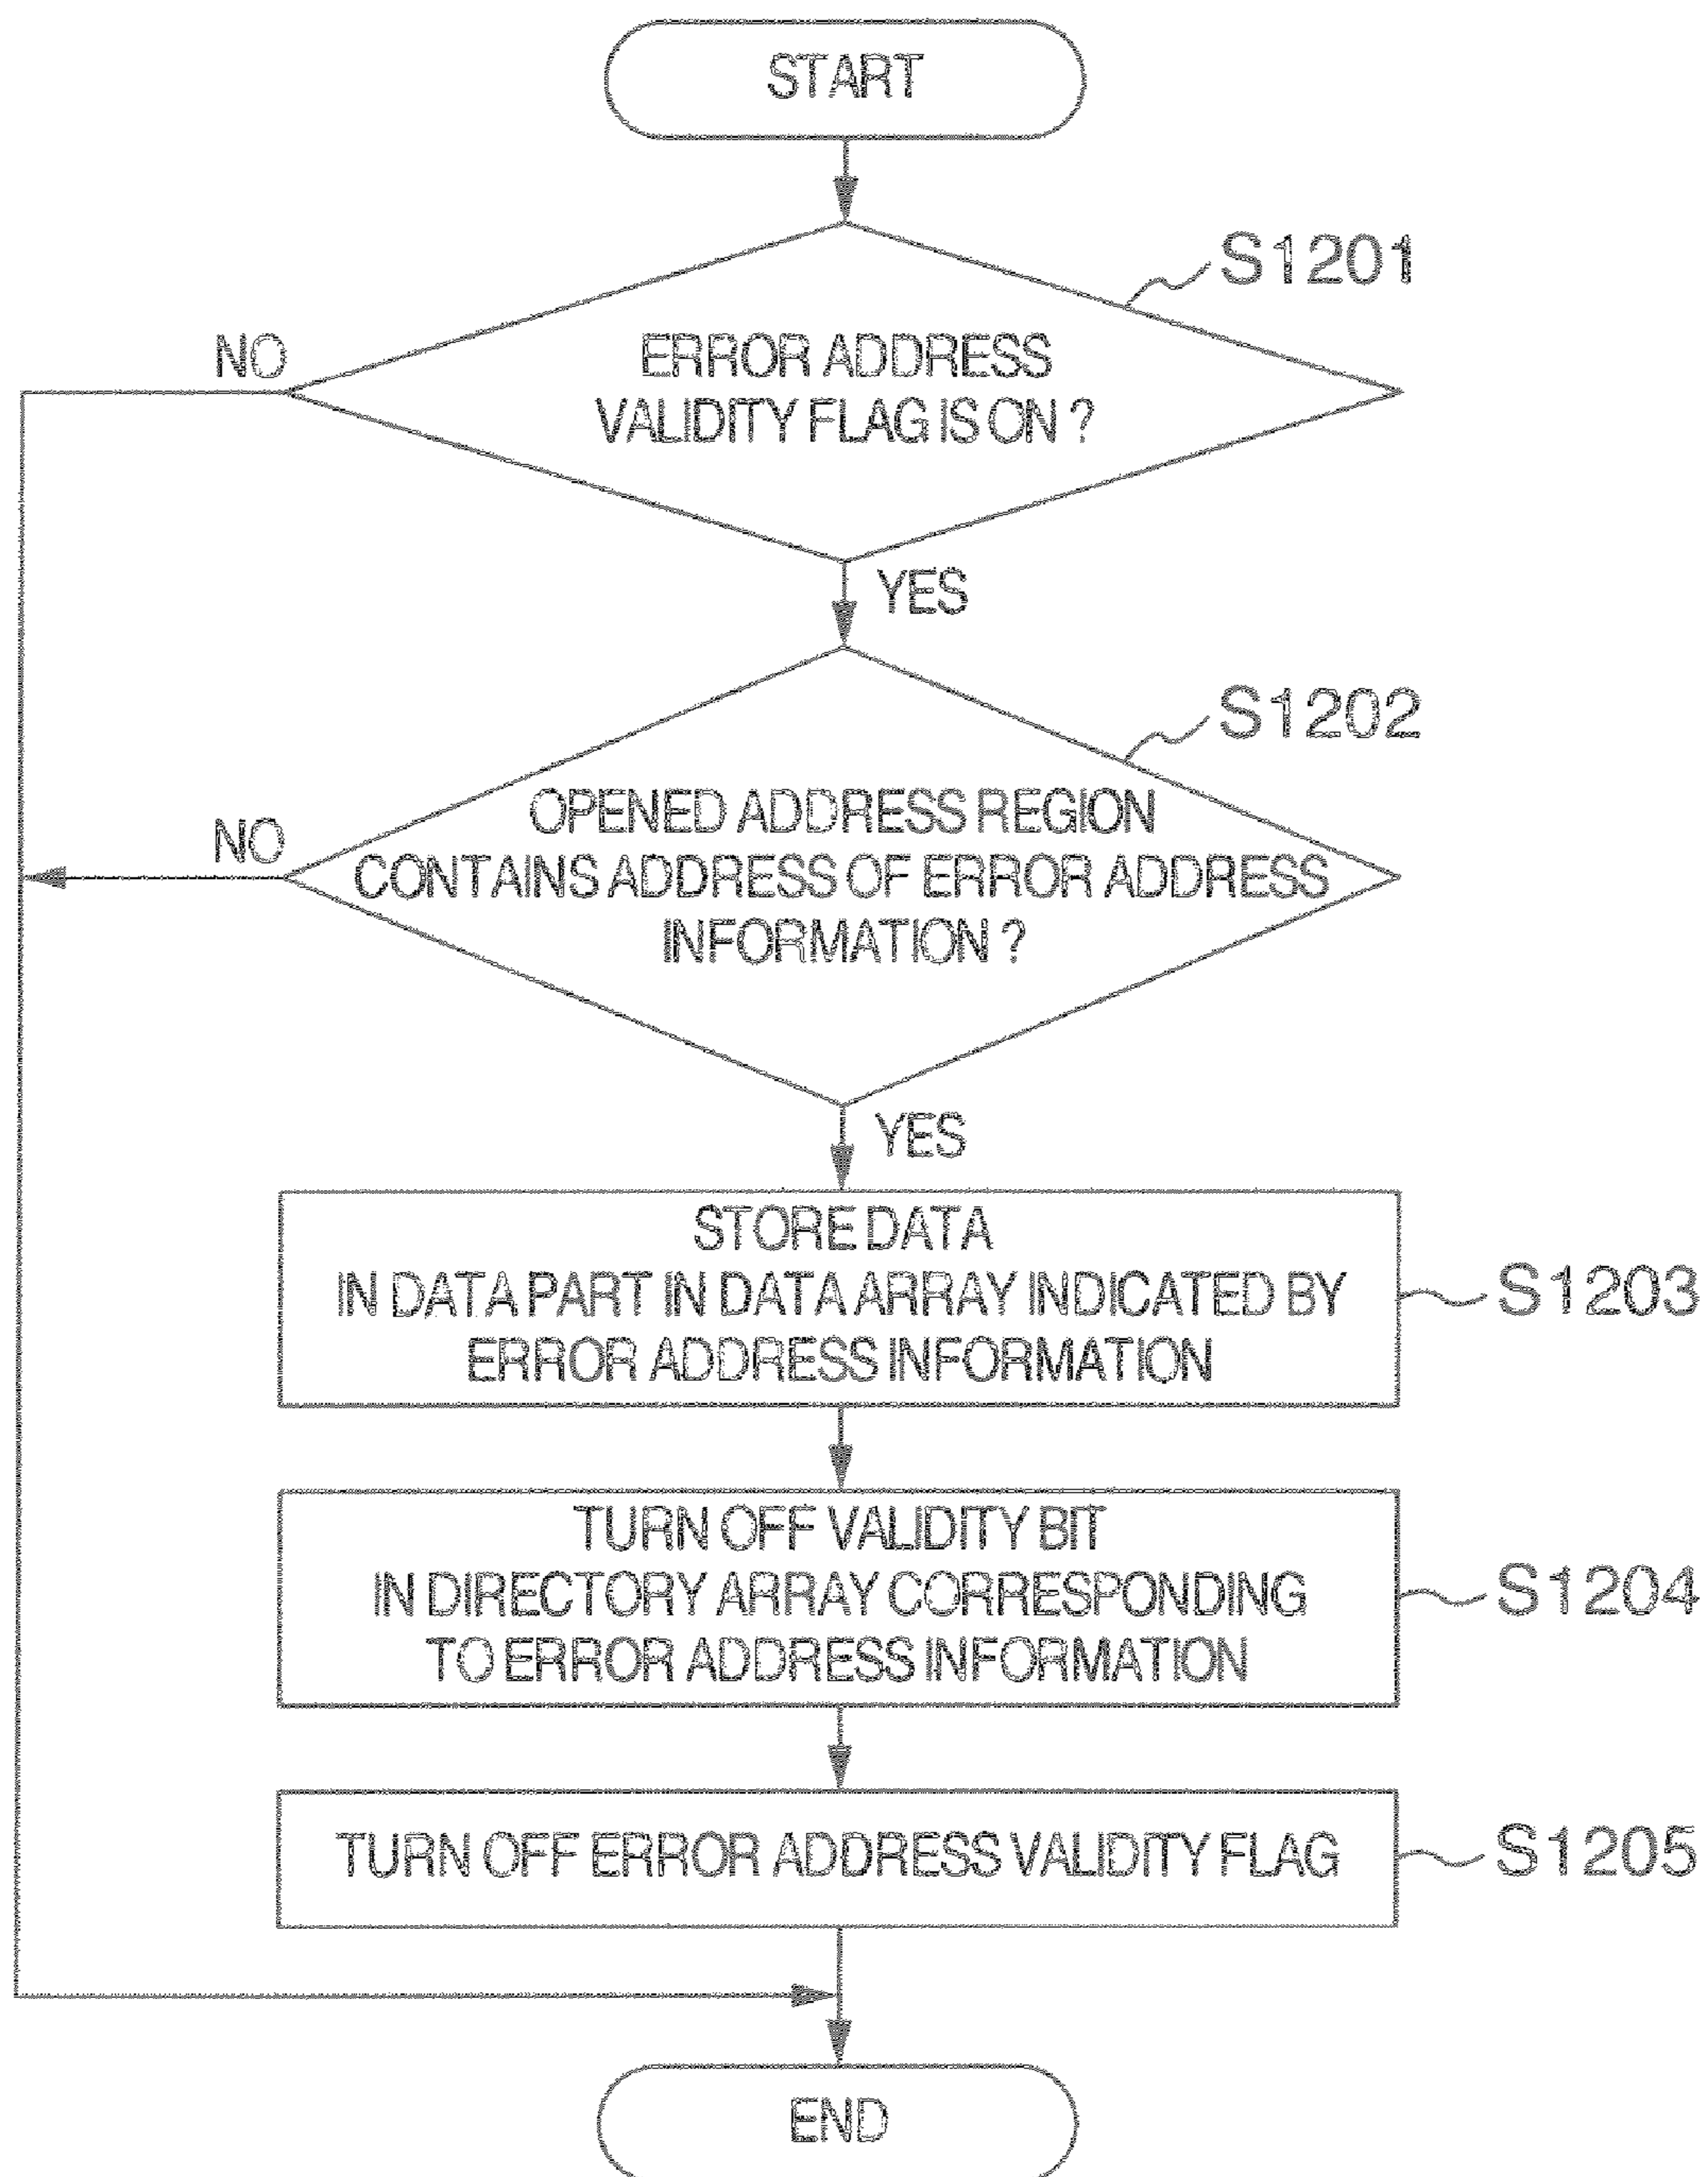 START
S1201
NO
ERROR ADDRESS
VALIDITY FLAG IS ON ?
YES
S1202
NO
OPENED ADDRESS REGION
CONTAINS ADDRESS OF ERROR ADDRESS
INFORMATION ?
YES
STORE DATA
IN DATA PART IN DATA ARRAY INDICATED BY
ERROR ADDRESS INFORMATION
S1203
TURN OFF VALIDITY BIT
IN DIRECTORY ARRAY CORRESPONDING
TO ERROR ADDRESS INFORMATION
S1204
TURN OFF ERROR ADDRESS VALIDITY FLAG
S1205
END